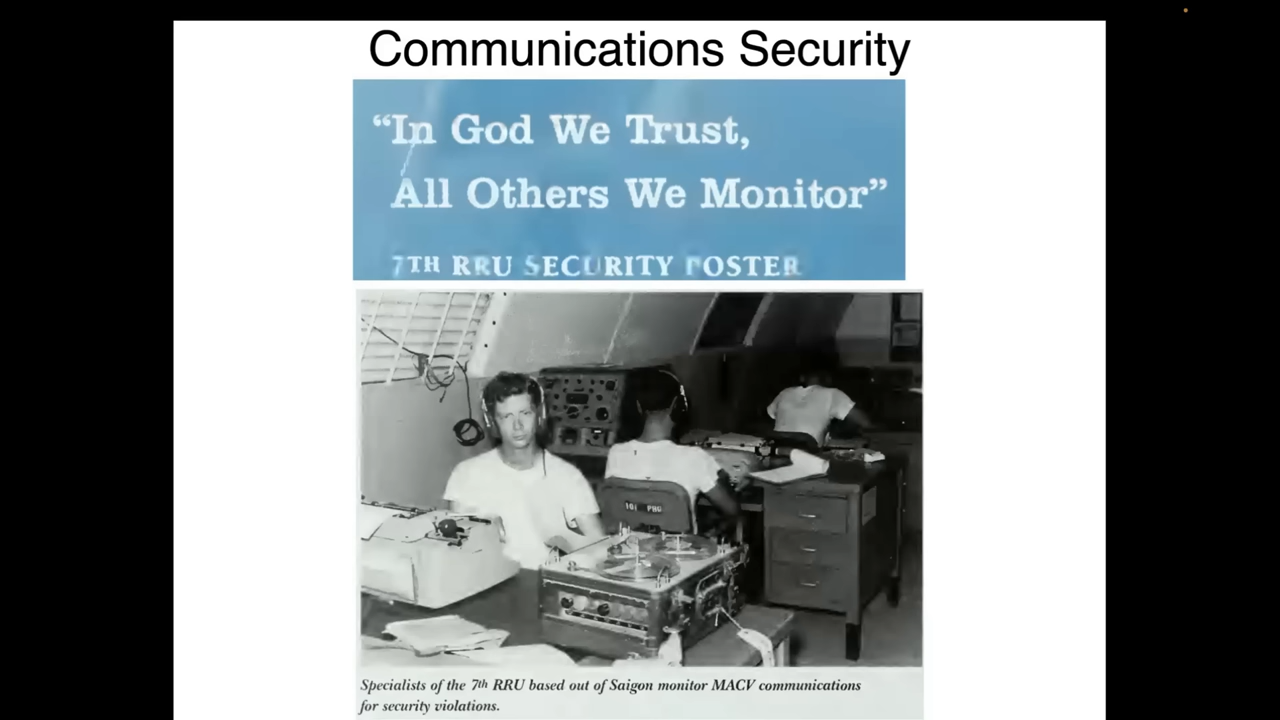 Communications Security
“In God We Trust,
All Others We Monitor”
7TH RRU SECURITY POSTER
Specialists of the 7th RRU based out of Saigon monitor MACV communications
for security violations.